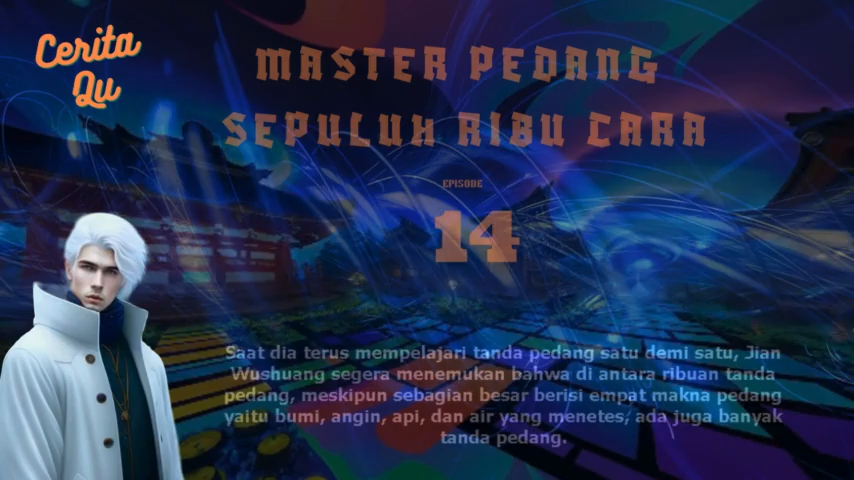 Cerita
Qu
MASTER PEDANG
SEPULUH RIBU CARA
EPISODE
14
Saat dia terus mempelajari tanda pedang satu demi satu, Jian
Wushuang segera menemukan bahwa di antara ribuan tanda
pedang, meskipun sebagian besar berisi empat makna pedang
yaitu bumi, angin, api, dan air yang menetes, ada juga banyak
tanda pedang.